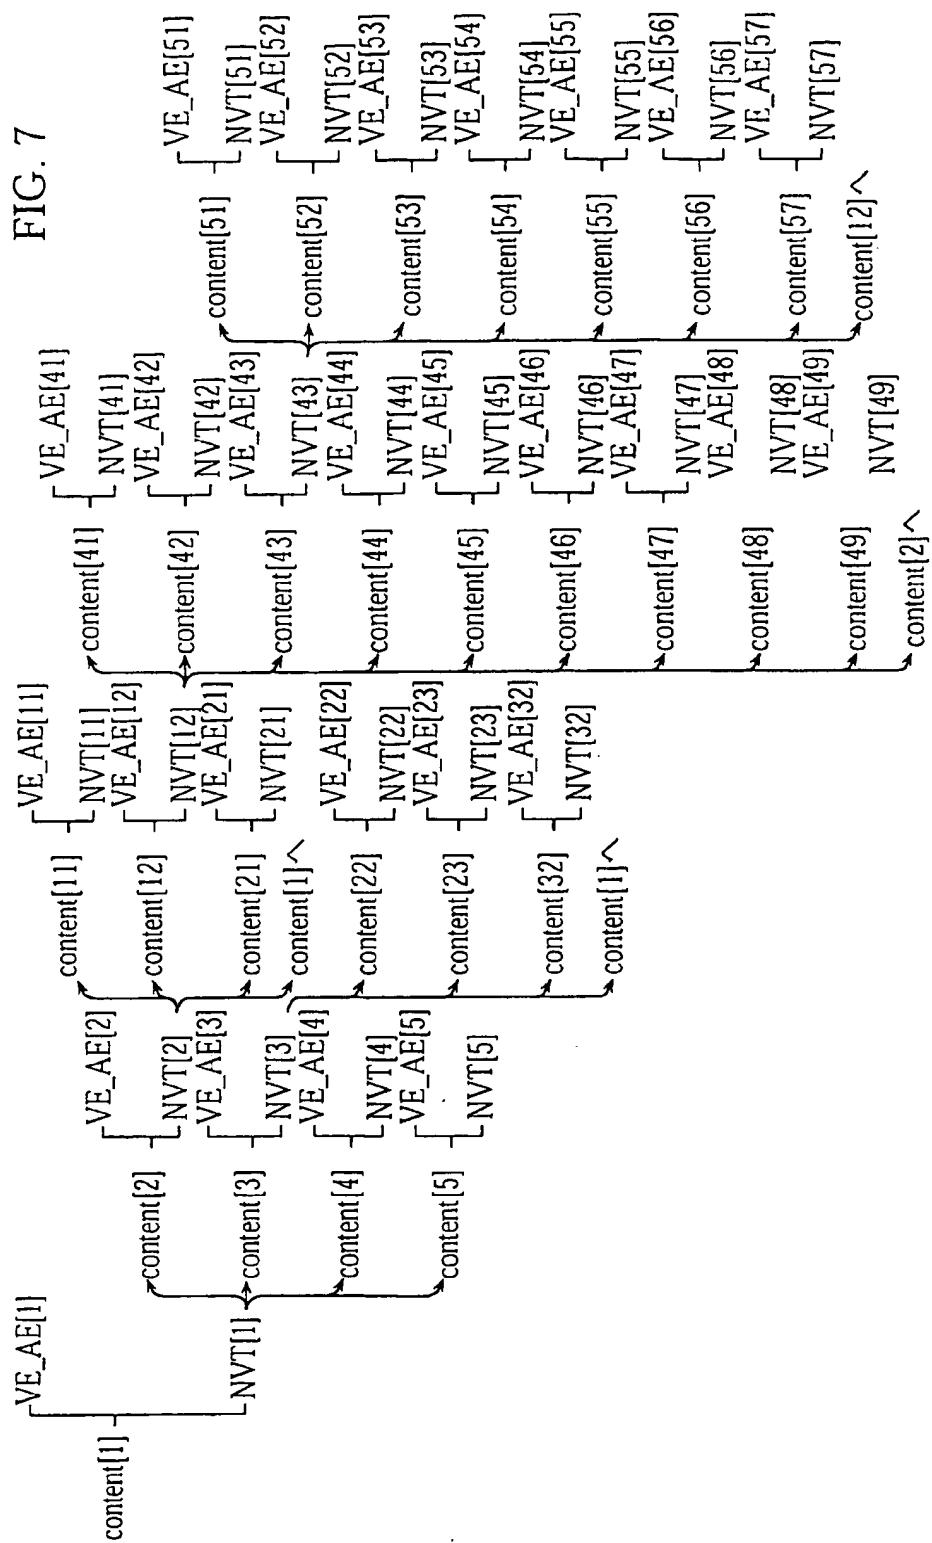 FIG. 7
content[1]
VE_AE[1]
NVT[1]
content[2]
content[3]
content[4]
content[5]
VE_AE[2]
NVT[2]
VE_AE[3]
NVT[3]
VE_AE[4]
NVT[4]
VE_AE[5]
NVT[5]
content[11]
content[12]
content[21]
content[1]へ
content[22]
content[23]
content[32]
content[1]へ
VE_AE[11]
NVT[11]
VE_AE[12]
NVT[12]
VE_AE[21]
NVT[21]
VE_AE[22]
NVT[22]
VE_AE[23]
NVT[23]
VE_AE[32]
NVT[32]
content[41]
content[42]
content[43]
content[44]
content[45]
content[46]
content[47]
content[48]
content[49]
content[2]へ
VE_AE[41]
NVT[41]
VE_AE[42]
NVT[42]
VE_AE[43]
NVT[43]
VE_AE[44]
NVT[44]
VE_AE[45]
NVT[45]
VE_AE[46]
NVT[46]
VE_AE[47]
NVT[47]
VE_AE[48]
NVT[48]
VE_AE[49]
NVT[49]
content[51]
content[52]
content[53]
content[54]
content[55]
content[56]
content[57]
content[12]へ
VE_AE[51]
NVT[51]
VE_AE[52]
NVT[52]
VE_AE[53]
NVT[53]
VE_AE[54]
NVT[54]
VE_AE[55]
NVT[55]
VE_AE[56]
NVT[56]
VE_AE[57]
NVT[57]